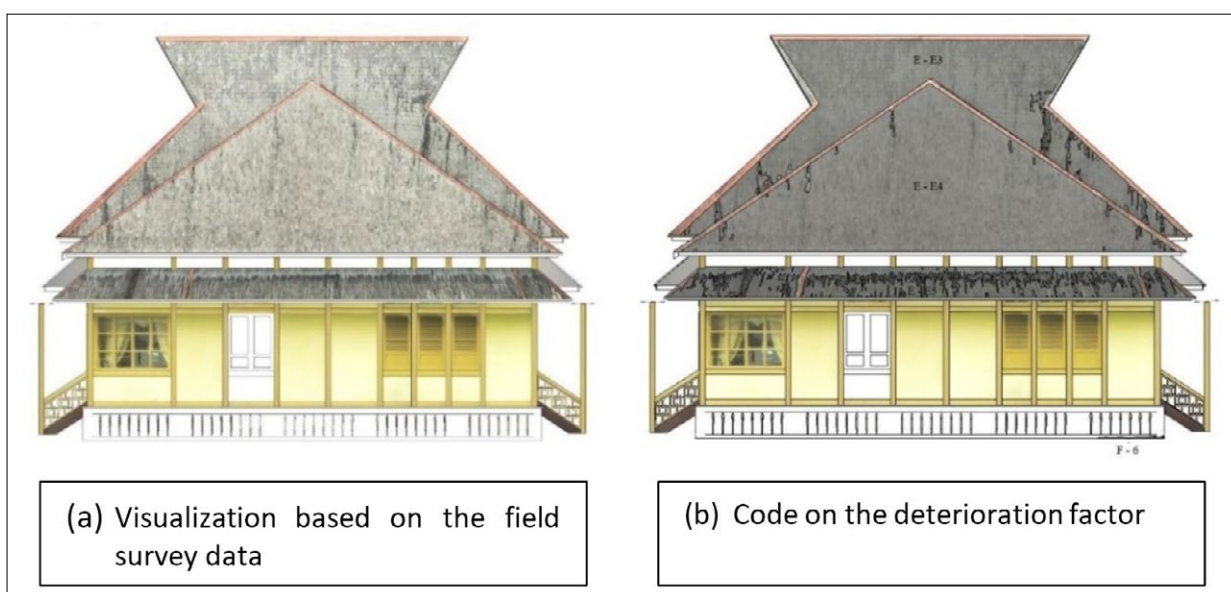 E - E3
E - E4
F - 6
(a) Visualization based on the field
survey data
(b) Code on the deterioration factor